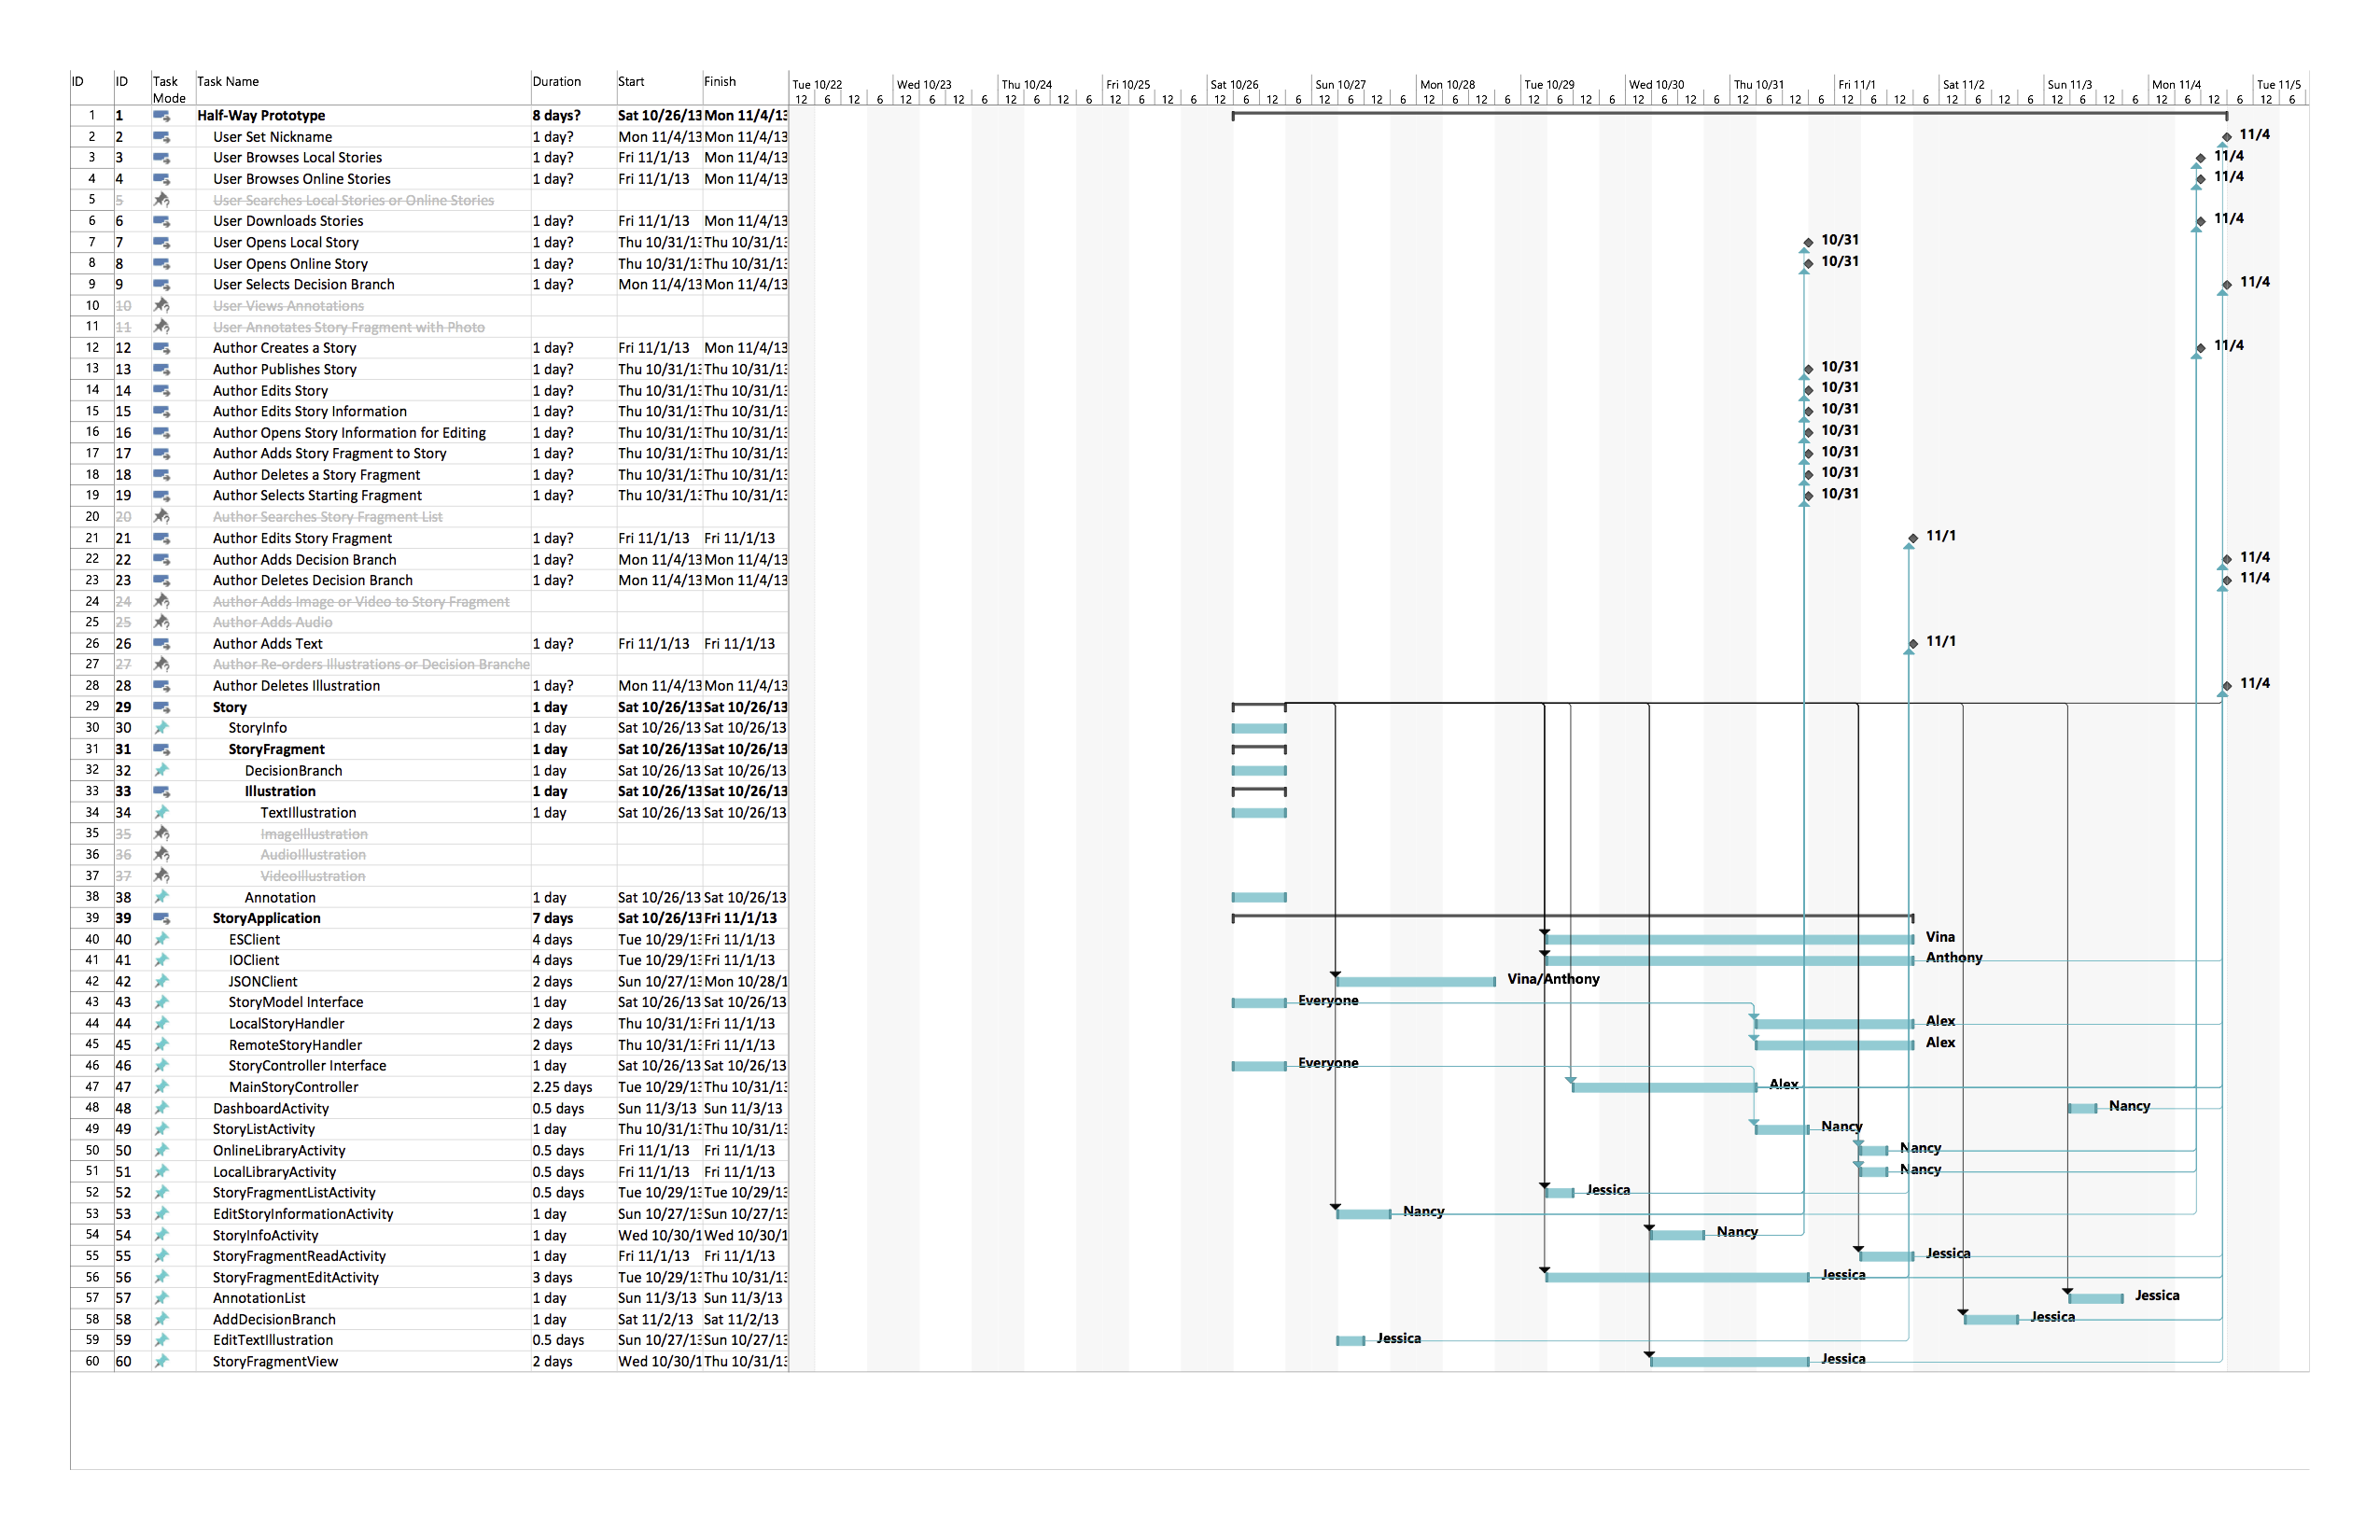 ID ID Task Mode Task Name Duration Start Finish Tue 10/22 Wed 10/23 Thu 10/24 Fri 10/25 Sat 10/26 Sun 10/27 Mon 10/28 Tue 10/29 Wed 10/30 Thu 10/31 Fri 11/1 Sat 11/2 Sun 11/3 Mon 11/4 Tue 11/5
12 6 12 6 12 6 12 6 12 6 12 6 12 6 12 6 12 6 12 6 12 6 12 6 12 6 12 6 12 6 12 6 12 6 12 6 12 6 12 6 12 6 12 6 12 6 12 6 12 6 12 6 12 6 12 6 12 6
1 1 Half-Way Prototype 8 days? Sat 10/26/13 Mon 11/4/13
2 2 User Set Nickname 1 day? Mon 11/4/13 Mon 11/4/13 11/4
3 3 User Browses Local Stories 1 day? Fri 11/1/13 Mon 11/4/13 11/4
4 4 User Browses Online Stories 1 day? Fri 11/1/13 Mon 11/4/13 11/4
5 5 User Searches Local Stories or Online Stories
6 6 User Downloads Stories 1 day? Fri 11/1/13 Mon 11/4/13 11/4
7 7 User Opens Local Story 1 day? Thu 10/31/13 Thu 10/31/13 10/31
8 8 User Opens Online Story 1 day? Thu 10/31/13 Thu 10/31/13 10/31
9 9 User Selects Decision Branch 1 day? Mon 11/4/13 Mon 11/4/13 11/4
10 10 User Views Annotations
11 11 User Annotates Story Fragment with Photo
12 12 Author Creates a Story 1 day? Fri 11/1/13 Mon 11/4/13 11/4
13 13 Author Publishes Story 1 day? Thu 10/31/13 Thu 10/31/13 10/31
14 14 Author Edits Story 1 day? Thu 10/31/13 Thu 10/31/13 10/31
15 15 Author Edits Story Information 1 day? Thu 10/31/13 Thu 10/31/13 10/31
16 16 Author Opens Story Information for Editing 1 day? Thu 10/31/13 Thu 10/31/13 10/31
17 17 Author Adds Story Fragment to Story 1 day? Thu 10/31/13 Thu 10/31/13 10/31
18 18 Author Deletes a Story Fragment 1 day? Thu 10/31/13 Thu 10/31/13 10/31
19 19 Author Selects Starting Fragment 1 day? Thu 10/31/13 Thu 10/31/13 10/31
20 20 Author Searches Story Fragment List
21 21 Author Edits Story Fragment 1 day? Fri 11/1/13 Fri 11/1/13 11/1
22 22 Author Adds Decision Branch 1 day? Mon 11/4/13 Mon 11/4/13 11/4
23 23 Author Deletes Decision Branch 1 day? Mon 11/4/13 Mon 11/4/13 11/4
24 24 Author Adds Image or Video to Story Fragment
25 25 Author Adds Audio
26 26 Author Adds Text 1 day? Fri 11/1/13 Fri 11/1/13 11/1
27 27 Author Re-orders Illustrations or Decision Branche
28 28 Author Deletes Illustration 1 day? Mon 11/4/13 Mon 11/4/13 11/4
29 29 Story 1 day Sat 10/26/13 Sat 10/26/13
30 30 StoryInfo 1 day Sat 10/26/13 Sat 10/26/13
31 31 StoryFragment 1 day Sat 10/26/13 Sat 10/26/13
32 32 DecisionBranch 1 day Sat 10/26/13 Sat 10/26/13
33 33 Illustration 1 day Sat 10/26/13 Sat 10/26/13
34 34 TextIllustration 1 day Sat 10/26/13 Sat 10/26/13
35 35 ImageIllustration
36 36 AudioIllustration
37 37 VideoIllustration
38 38 Annotation 1 day Sat 10/26/13 Sat 10/26/13
39 39 StoryApplication 7 days Sat 10/26/13 Fri 11/1/13
40 40 ESClient 4 days Tue 10/29/13 Fri 11/1/13 Vina
41 41 IOClient 4 days Tue 10/29/13 Fri 11/1/13 Anthony
42 42 JSONClient 2 days Sun 10/27/13 Mon 10/28/1 Vina/Anthony
43 43 StoryModel Interface 1 day Sat 10/26/13 Sat 10/26/13 Everyone
44 44 LocalStoryHandler 2 days Thu 10/31/13 Fri 11/1/13 Alex
45 45 RemoteStoryHandler 2 days Thu 10/31/13 Fri 11/1/13 Alex
46 46 StoryController Interface 1 day Sat 10/26/13 Sat 10/26/13 Everyone
47 47 MainStoryController 2.25 days Tue 10/29/13 Thu 10/31/13 Alex
48 48 DashboardActivity 0.5 days Sun 11/3/13 Sun 11/3/13 Nancy
49 49 StoryListActivity 1 day Thu 10/31/13 Thu 10/31/13 Nancy
50 50 OnlineLibraryActivity 0.5 days Fri 11/1/13 Fri 11/1/13 Nancy
51 51 LocalLibraryActivity 0.5 days Fri 11/1/13 Fri 11/1/13 Nancy
52 52 StoryFragmentListActivity 0.5 days Tue 10/29/13 Tue 10/29/13 Jessica
53 53 EditStoryInformationActivity 1 day Sun 10/27/13 Sun 10/27/13 Nancy
54 54 StoryInfoActivity 1 day Wed 10/30/1 Wed 10/30/1 Nancy
55 55 StoryFragmentReadActivity 1 day Fri 11/1/13 Fri 11/1/13 Jessica
56 56 StoryFragmentEditActivity 3 days Tue 10/29/13 Thu 10/31/13 Jessica
57 57 AnnotationList 1 day Sun 11/3/13 Sun 11/3/13 Jessica
58 58 AddDecisionBranch 1 day Sat 11/2/13 Sat 11/2/13 Jessica
59 59 EditTextIllustration 0.5 days Sun 10/27/13 Sun 10/27/13 Jessica
60 60 StoryFragmentView 2 days Wed 10/30/1 Thu 10/31/13 Jessica